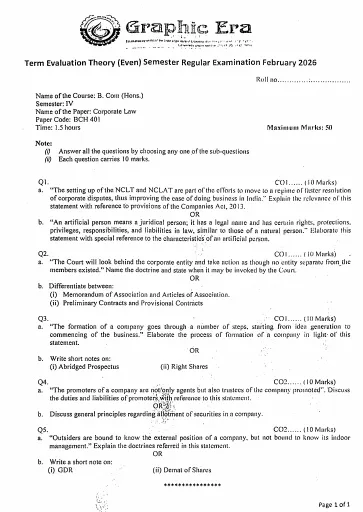 Graphic Era
Term Evaluation Theory (Even) Semester Regular Examination February 2026
Roll no.............................
Name of the Course: B. Com (Hons.)
Semester: IV
Name of the Paper: Corporate Law
Paper Code: BCH 401
Time: 1.5 hours Maximum Marks: 50
Note:
(i) Answer all the questions by choosing any one of the sub-questions
(ii) Each question carries 10 marks.
Q1. CO1...... (10 Marks)
a. "The setting up of the NCLT and NCLAT are part of the efforts to move to a regime of faster resolution
of corporate disputes, thus improving the ease of doing business in India." Explain the relevance of this
statement with reference to provisions of the Companies Act, 2013.
OR
b. "An artificial person means a juridical person; it has a legal name and has certain rights, protections,
privileges, responsibilities, and liabilities in law, similar to those of a natural person." Elaborate this
statement with special reference to the characteristics of an artificial person.
Q2. CO1...... (10 Marks)
a. "The Court will look behind the corporate entity and take action as though no entity separate from the
members existed." Name the doctrine and state when it may be invoked by the Court.
OR
b. Differentiate between:
(i) Memorandum of Association and Articles of Association.
(ii) Preliminary Contracts and Provisional Contracts
Q3. CO1...... (10 Marks)
a. "The formation of a company goes through a number of steps, starting from idea generation to
commencing of the business." Elaborate the process of formation of a company in light of this
statement.
OR
b. Write short notes on:
(i) Abridged Prospectus (ii) Right Shares
Q4. CO2...... (10 Marks)
a. "The promoters of a company are not only agents but also trustees of the company promoted". Discuss
the duties and liabilities of promoters with reference to this statement.
OR
b. Discuss general principles regarding allotment of securities in a company.
Q5. CO2...... (10 Marks)
a. "Outsiders are bound to know the external position of a company, but not bound to know its indoor
management." Explain the doctrines referred in this statement.
OR
b. Write a short note on:
(i) GDR (ii) Demat of Shares
****************
Page 1 of 1